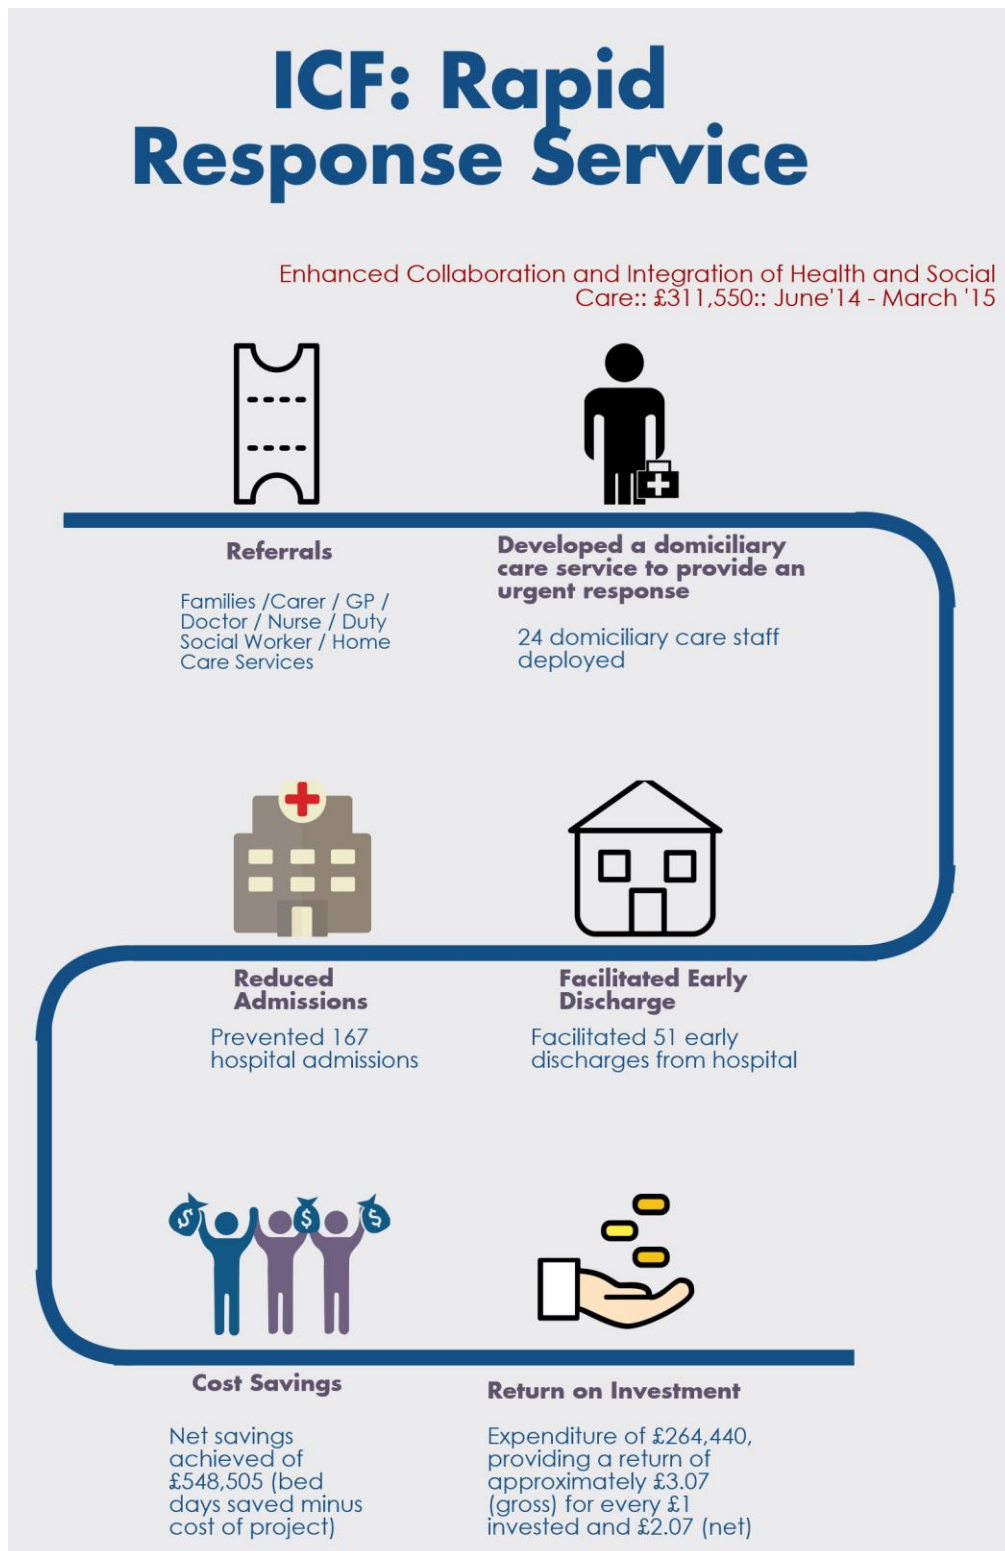 ICF: Rapid
Response Service
Enhanced Collaboration and Integration of Health and Social
Care:: £311,550:: June'14 - March '15
Referrals
Families /Carer / GP /
Doctor / Nurse / Duty
Social Worker / Home
Care Services
Developed a domiciliary
care service to provide an
urgent response
24 domiciliary care staff
deployed
Reduced
Admissions
Prevented 167
hospital admissions
Facilitated Early
Discharge
Facilitated 51 early
discharges from hospital
$ $ $
Cost Savings
Net savings
achieved of
£548,505 (bed
days saved minus
cost of project)
Return on Investment
Expenditure of £264,440,
providing a return of
approximately £3.07
(gross) for every £1
invested and £2.07 (net)